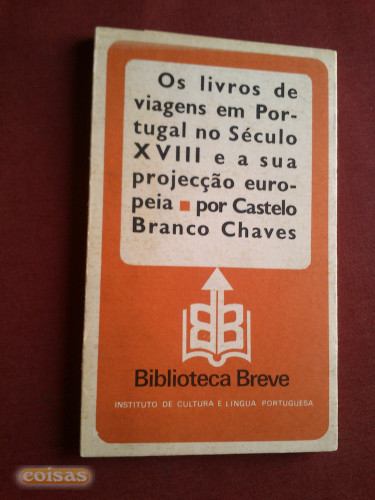 Os livros de
viagens em Por-
tugal no Século
XVIII e a sua
projecção euro-
peia ■ por Castelo
Branco Chaves
BB
Biblioteca Breve
INSTITUTO DE CULTURA E LÍNGUA PORTUGUESA
coisas